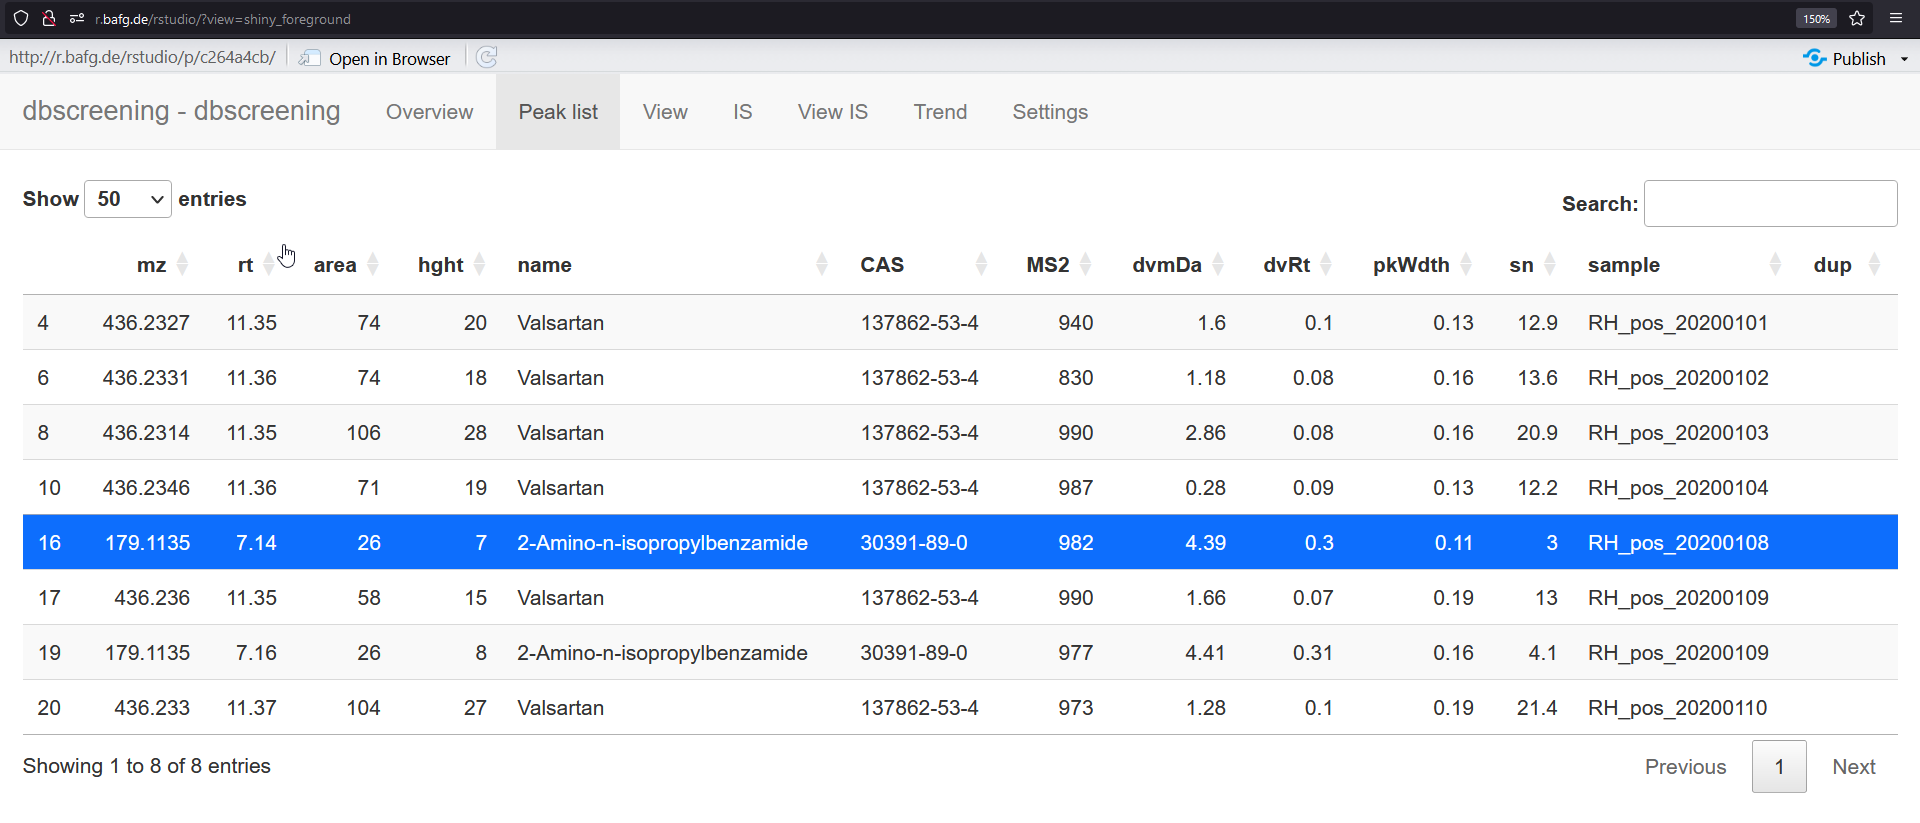 r.bafg.de/rstudio/?view=shiny_foreground 150%
http://r.bafg.de/rstudio/p/c264a4cb/ Open in Browser Publish
dbscreening - dbscreening Overview Peak list View IS View IS Trend Settings
Show 50 entries Search:
mz rt area hght name CAS MS2 dvmDa dvRt pkWdth sn sample dup
4 436.2327 11.35 74 20 Valsartan 137862-53-4 940 1.6 0.1 0.13 12.9 RH_pos_20200101
6 436.2331 11.36 74 18 Valsartan 137862-53-4 830 1.18 0.08 0.16 13.6 RH_pos_20200102
8 436.2314 11.35 106 28 Valsartan 137862-53-4 990 2.86 0.08 0.16 20.9 RH_pos_20200103
10 436.2346 11.36 71 19 Valsartan 137862-53-4 987 0.28 0.09 0.13 12.2 RH_pos_20200104
16 179.1135 7.14 26 7 2-Amino-n-isopropylbenzamide 30391-89-0 982 4.39 0.3 0.11 3 RH_pos_20200108
17 436.236 11.35 58 15 Valsartan 137862-53-4 990 1.66 0.07 0.19 13 RH_pos_20200109
19 179.1135 7.16 26 8 2-Amino-n-isopropylbenzamide 30391-89-0 977 4.41 0.31 0.16 4.1 RH_pos_20200109
20 436.233 11.37 104 27 Valsartan 137862-53-4 973 1.28 0.1 0.19 21.4 RH_pos_20200110
Showing 1 to 8 of 8 entries Previous 1 Next